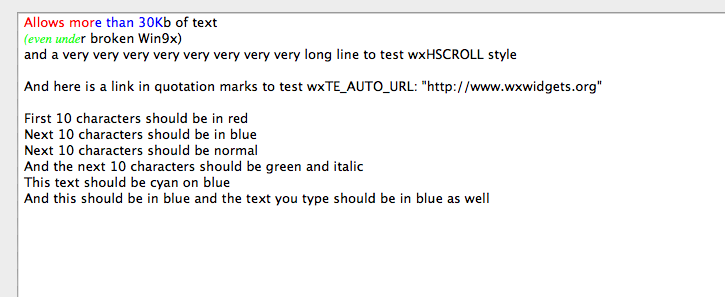 Allows more than 30Kb of text
(even under broken Win9x)
and a very very very very very very very very long line to test wxHSCROLL style
And here is a link in quotation marks to test wxTE_AUTO_URL: "http://www.wxwidgets.org"
First 10 characters should be in red
Next 10 characters should be in blue
Next 10 characters should be normal
And the next 10 characters should be green and italic
This text should be cyan on blue
And this should be in blue and the text you type should be in blue as well